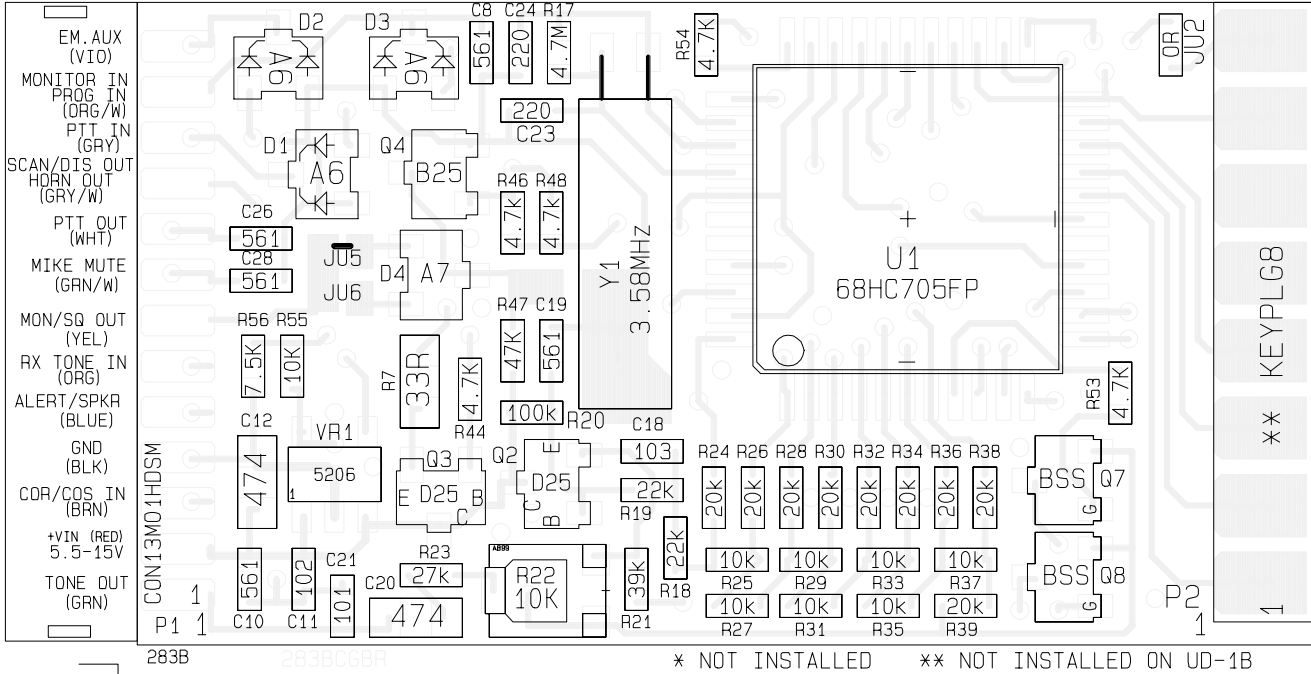 EM.AUX
(VIO)
MONITOR IN
PROG IN
(ORG/W)
PTT IN
(GRY)
SCAN/DIS OUT
HORN OUT
(GRY/W)
PTT OUT
(WHT)
MIKE MUTE
(GRN/W)
MON/SQ OUT
(YEL)
RX TONE IN
(ORG)
ALERT/SPKR
(BLUE)
GND
(BLK)
COR/COS IN
(BRN)
+VIN (RED)
5.5-15V
TONE OUT
(GRN)
CON13M01HDSM
1
P1 1
D2
A6
D3
A6
C8
561
C24
220
R17
4.7M
220
C23
R54
4.7K
0R
JU2
D1
A6
Q4
B25
R46
4.7K
R48
4.7K
C26
561
C28
561
JU5
JU6
D4
A7
Y1
3.58MHz
U1
68HC705FP
R56
7.5K
R55
10K
R7
33R
R47
47K
C19
561
4.7K
R44
100k
R20
R53
4.7K
KEYPLG8
**
1
C12
474
VR1
5206
1
Q3
D25
E
B
C
Q2
D25
E
C
B
C18
103
22K
R19
R24
20K
R26
20K
R28
20K
R30
20K
R32
20K
R34
20K
R36
20K
R38
20K
BSS
Q7
G
BSS
Q8
G
561
C10
102
C11
C21
101
R23
27k
C20
474
AB99
R22
10K
39k
R21
22k
R18
10k
R25
10k
R29
10k
R33
10k
R37
10k
R27
10k
R31
10k
R35
20k
R39
P2
1
283B
283BCGBR
* NOT INSTALLED
** NOT INSTALLED ON UD-1B